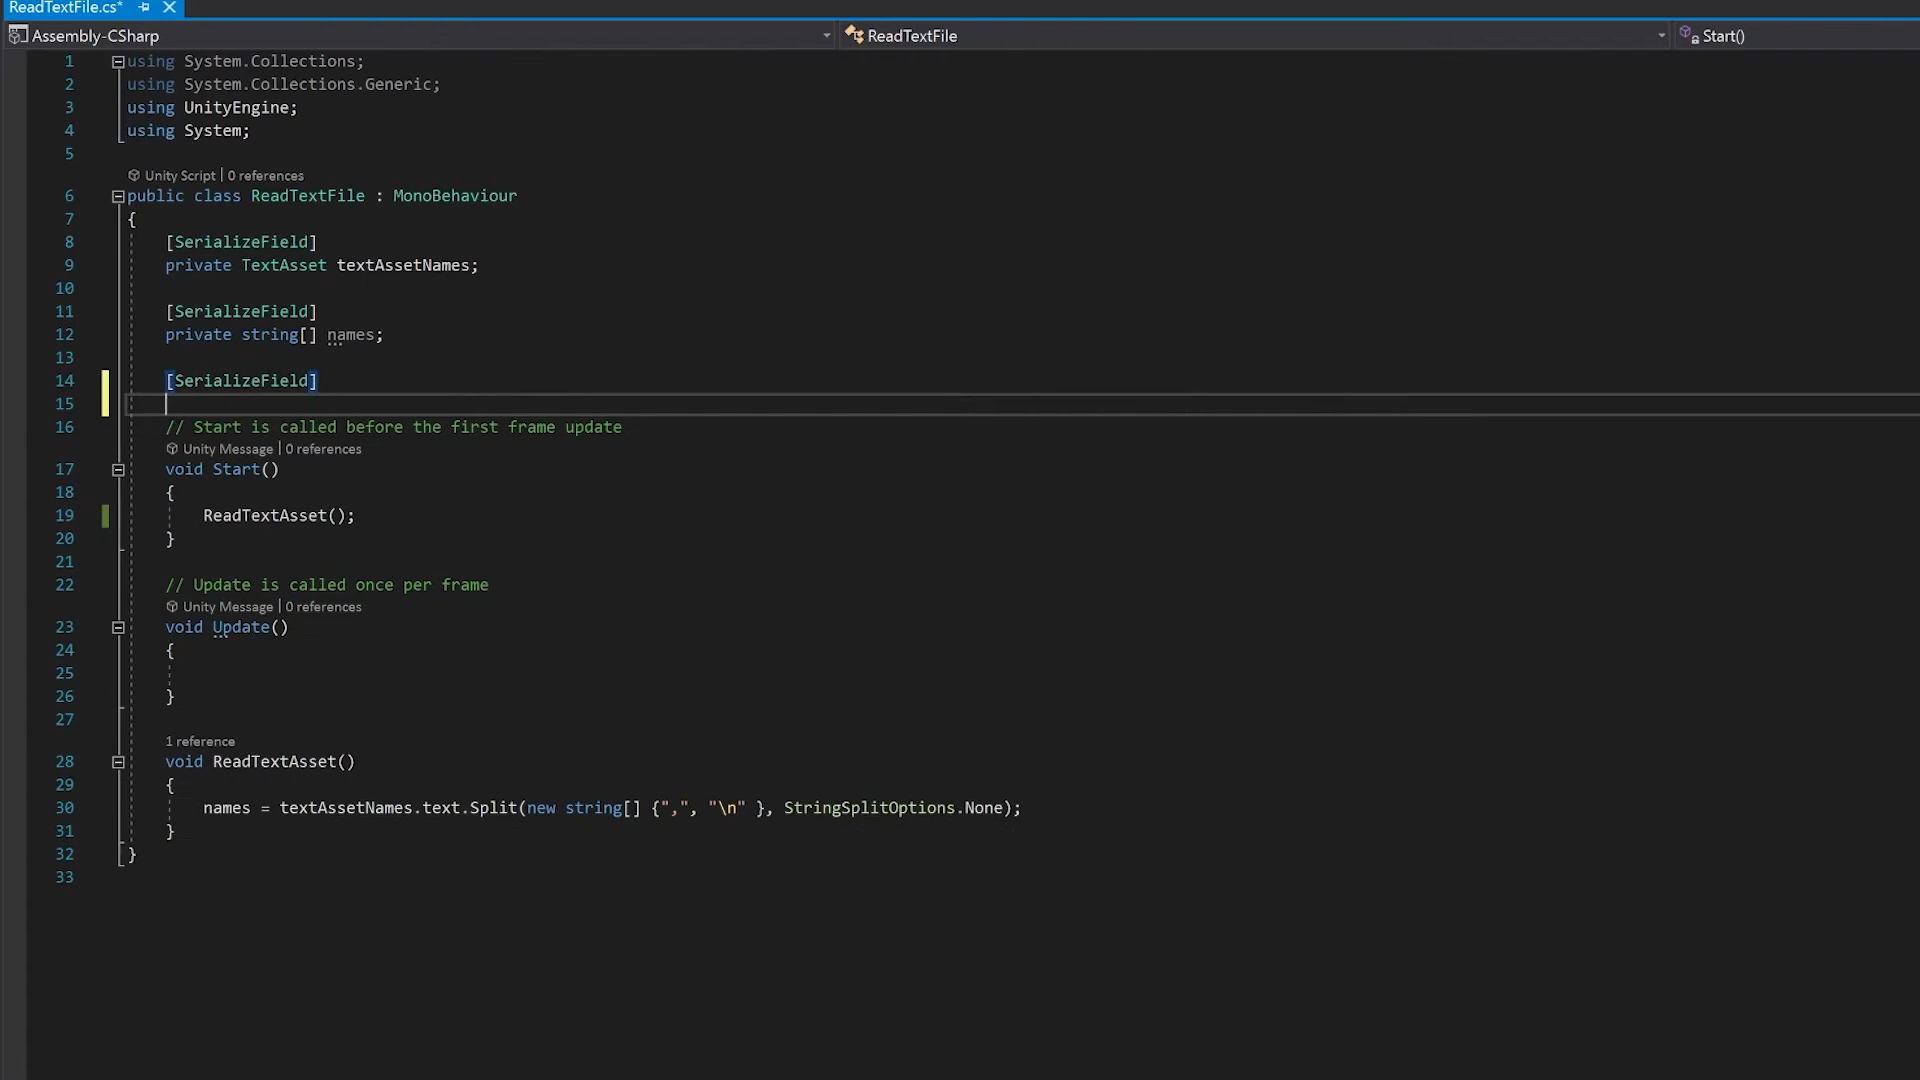 ReadTextFile.cs*
Assembly-CSharp ReadTextFile Start()
1 using System.Collections;
2 using System.Collections.Generic;
3 using UnityEngine;
4 using System;
5
Unity Script | 0 references
6 public class ReadTextFile : MonoBehaviour
7 {
8 [SerializeField]
9 private TextAsset textAssetNames;
10
11 [SerializeField]
12 private string[] names;
13
14 [SerializeField]
15
16 // Start is called before the first frame update
Unity Message | 0 references
17 void Start()
18 {
19 ReadTextAsset();
20 }
21
22 // Update is called once per frame
Unity Message | 0 references
23 void Update()
24 {
25
26 }
27
1 reference
28 void ReadTextAsset()
29 {
30 names = textAssetNames.text.Split(new string[] {",", "\n" }, StringSplitOptions.None);
31 }
32 }
33